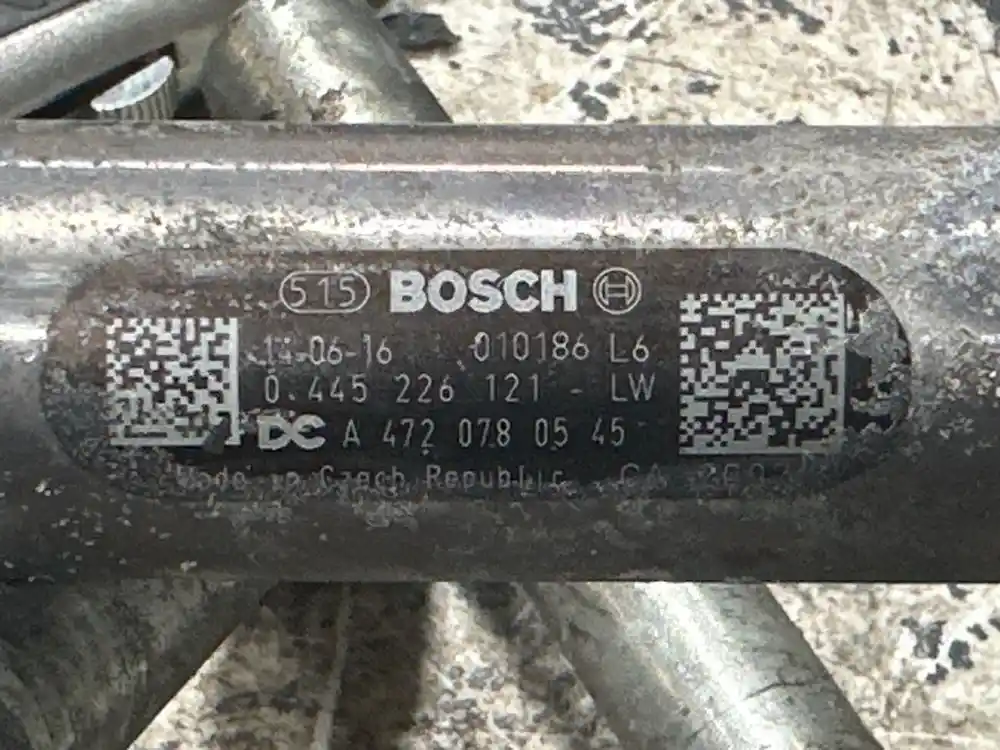 515 BOSCH
14-06-16 010186 L6
0.445 226 121 - LW
DC A 472 078 05 45
Made in Czech Republic CA